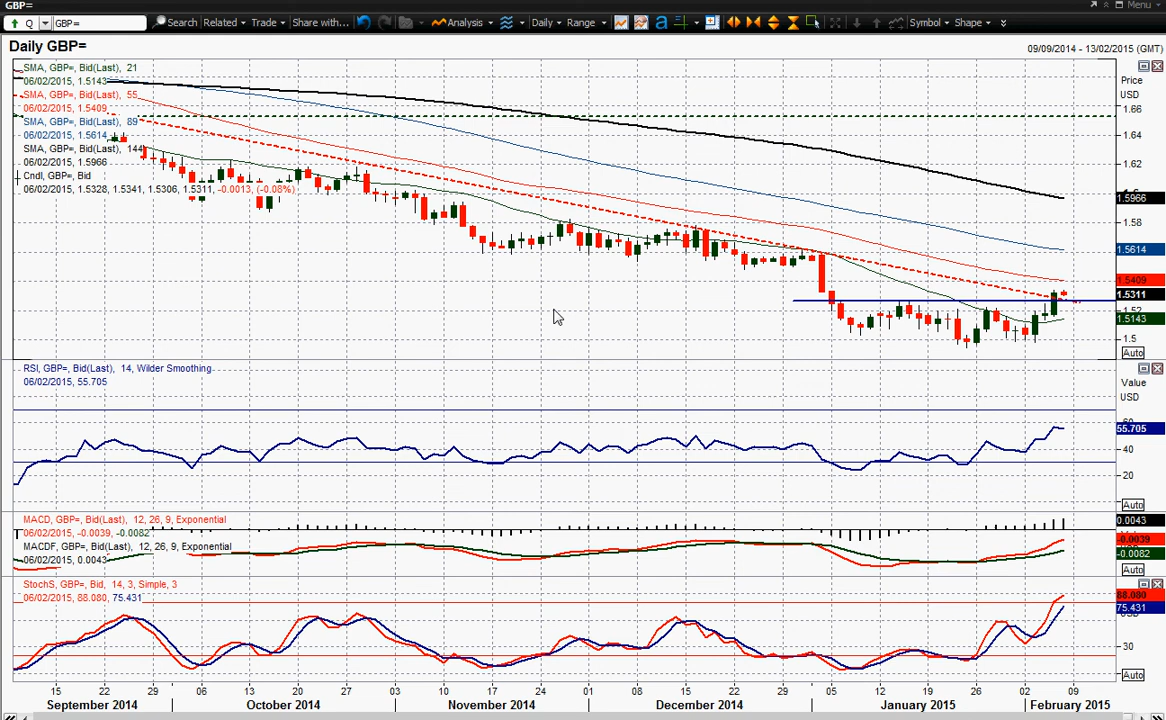 GBP=
Menu
Q GBP= Search Related Trade Share with... Analysis Daily Range a Symbol Shape
Daily GBP= 09/09/2014 - 13/02/2015 (GMT)
SMA, GBP=, Bid(Last), 21
06/02/2015, 1.5143
SMA, GBP=, Bid(Last), 55
06/02/2015, 1.5409
SMA, GBP=, Bid(Last), 89
06/02/2015, 1.5614
SMA, GBP=, Bid(Last), 144
06/02/2015, 1.5966
Cndl, GBP=, Bid
06/02/2015, 1.5328, 1.5341, 1.5306, 1.5311, -0.0013, (-0.08%)
Price
USD
1.66
1.64
1.62
1.5966
1.58
1.5614
1.5409
1.5311
1.52
1.5143
1.5
Auto
RSI, GBP=, Bid(Last), 14, Wilder Smoothing
06/02/2015, 55.705
Value
USD
60
55.705
40
20
Auto
MACD, GBP=, Bid(Last), 12, 26, 9, Exponential
06/02/2015, -0.0039, -0.0082
MACDF, GBP=, Bid(Last), 12, 26, 9, Exponential
06/02/2015, 0.0043
0.0043
-0.0039
-0.0082
Auto
StochS, GBP=, Bid, 14, 3, Simple, 3
06/02/2015, 88.080, 75.431
88.080
75.431
30
Auto
15 22 29 06 13 20 27 03 10 17 24 01 08 15 22 29 05 12 19 26 02 09
September 2014 October 2014 November 2014 December 2014 January 2015 February 2015